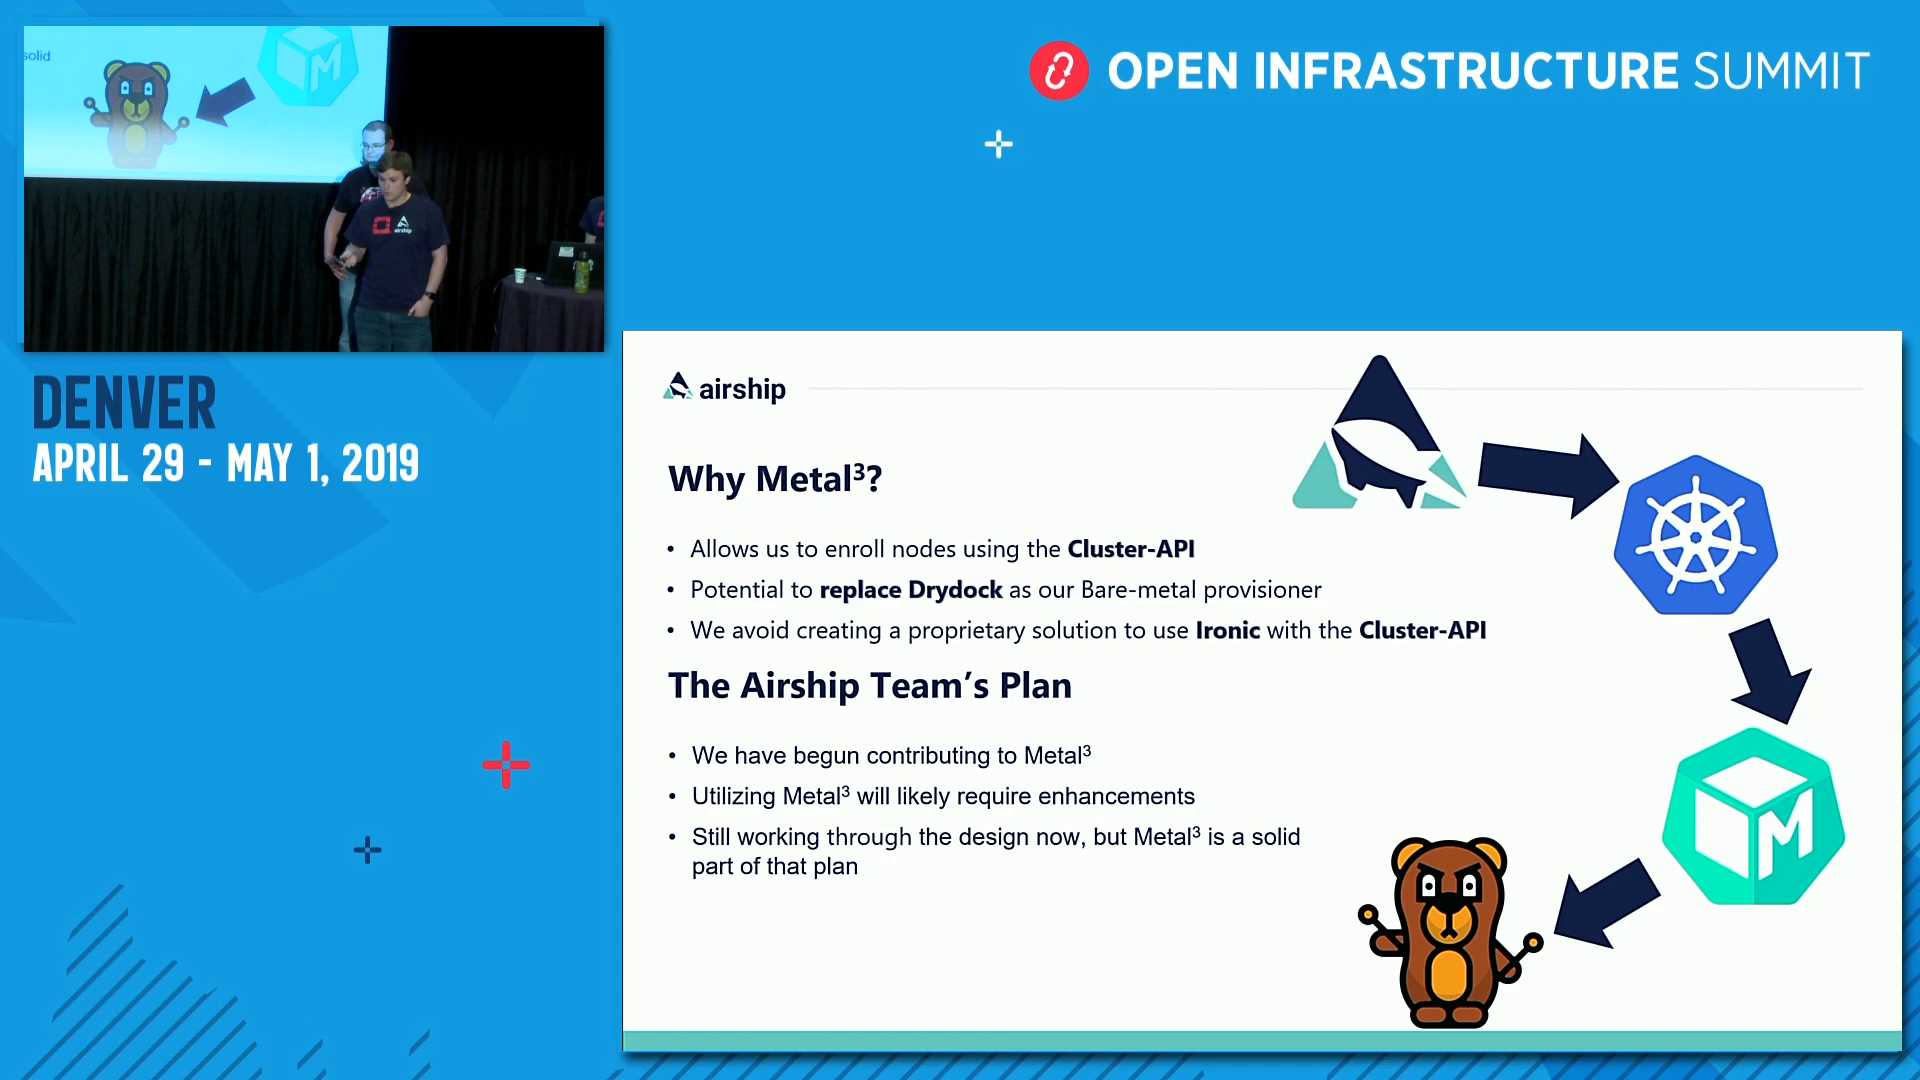 solid
M
airship
OPEN INFRASTRUCTURE SUMMIT
DENVER
APRIL 29 - MAY 1, 2019
airship
Why Metal³?
• Allows us to enroll nodes using the Cluster-API
• Potential to replace Drydock as our Bare-metal provisioner
• We avoid creating a proprietary solution to use Ironic with the Cluster-API
The Airship Team’s Plan
• We have begun contributing to Metal³
• Utilizing Metal³ will likely require enhancements
• Still working through the design now, but Metal³ is a solid
part of that plan
M